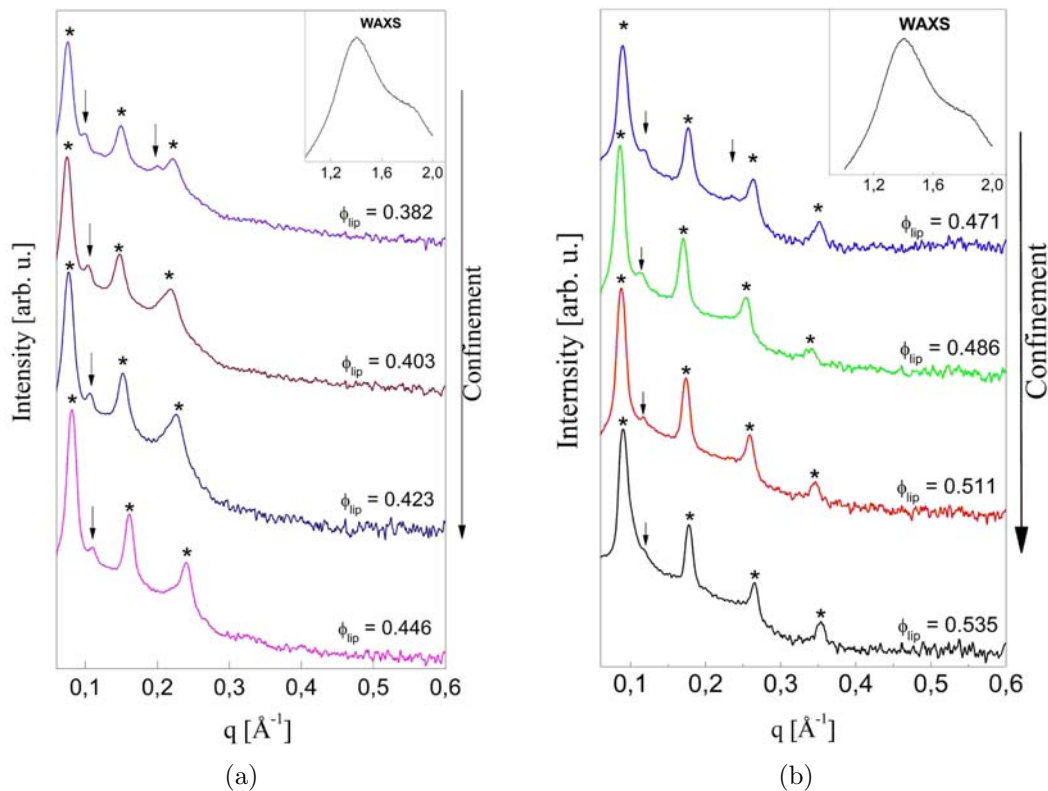 WAXS
1,2 1,6 2,0
* * *
ϕlip = 0.382
* * *
ϕlip = 0.403
* * *
ϕlip = 0.423
* * *
ϕlip = 0.446
Intensity [arb. u.]
Confinement
0,1 0,2 0,3 0,4 0,5 0,6
q [Å-1]
(a)
WAXS
1,2 1,6 2,0
* * * *
ϕlip = 0.471
* * * *
ϕlip = 0.486
* * * *
ϕlip = 0.511
* * * *
ϕlip = 0.535
Internsity [arb. u.]
Confinement
0,1 0,2 0,3 0,4 0,5 0,6
q [Å-1]
(b)